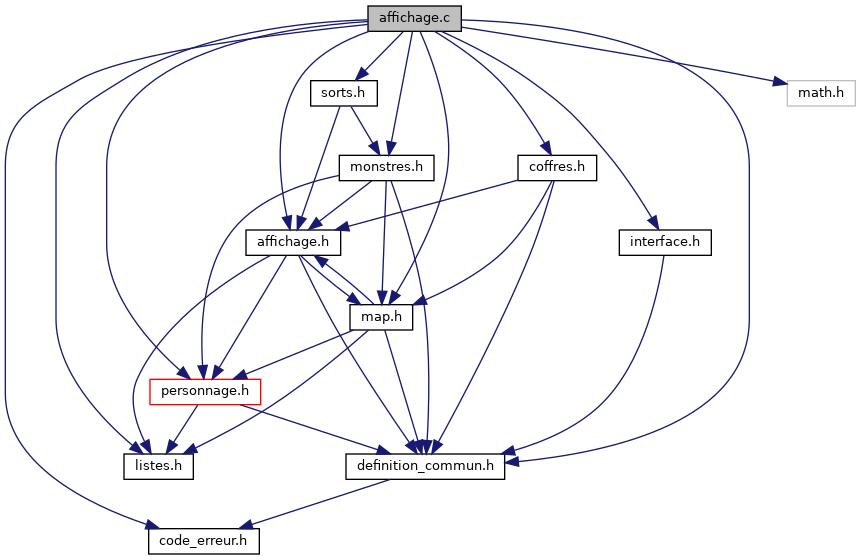 affichage.c
sorts.h
math.h
monstres.h
coffres.h
affichage.h
interface.h
map.h
personnage.h
listes.h
definition_commun.h
code_erreur.h